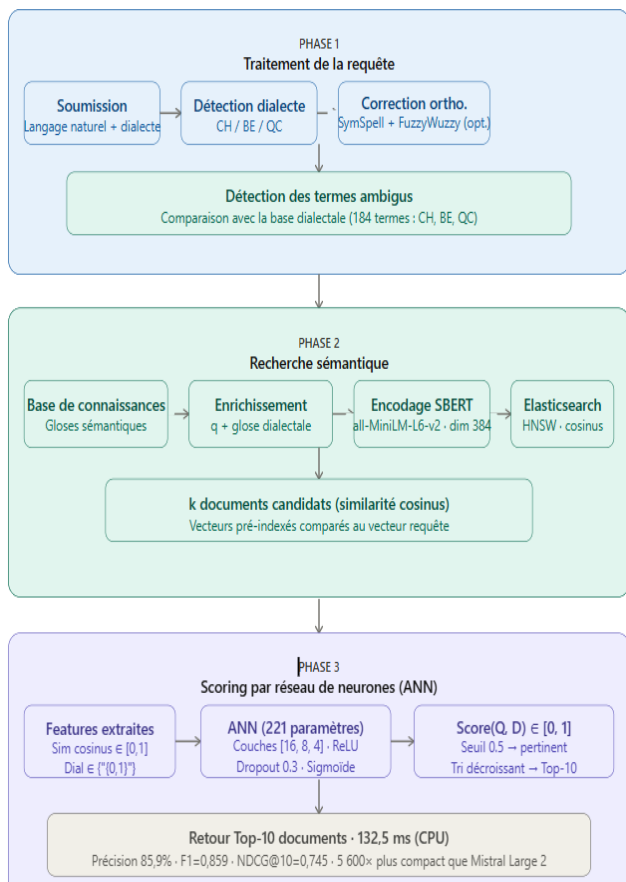 PHASE 1
Traitement de la requête
Soumission
Langage naturel + dialecte
Détection dialecte
CH / BE / QC
Correction ortho.
SymSpell + FuzzyWuzzy (opt.)
Détection des termes ambigus
Comparaison avec la base dialectale (184 termes : CH, BE, QC)
PHASE 2
Recherche sémantique
Base de connaissances
Gloses sémantiques
Enrichissement
q + glose dialectale
Encodage SBERT
all-MiniLM-L6-v2 · dim 384
Elasticsearch
HNSW · cosinus
k documents candidats (similarité cosinus)
Vecteurs pré-indexés comparés au vecteur requête
PHASE 3
Scoring par réseau de neurones (ANN)
Features extraites
Sim cosinus ∈ [0,1]
Dial ∈ {"{0,1}"}
ANN (221 paramètres)
Couches [16, 8, 4] · ReLU
Dropout 0.3 · Sigmoïde
Score(Q, D) ∈ [0, 1]
Seuil 0.5 → pertinent
Tri décroissant → Top-10
Retour Top-10 documents · 132,5 ms (CPU)
Précision 85,9% · F1=0,859 · NDCG@10=0,745 · 5 600× plus compact que Mistral Large 2